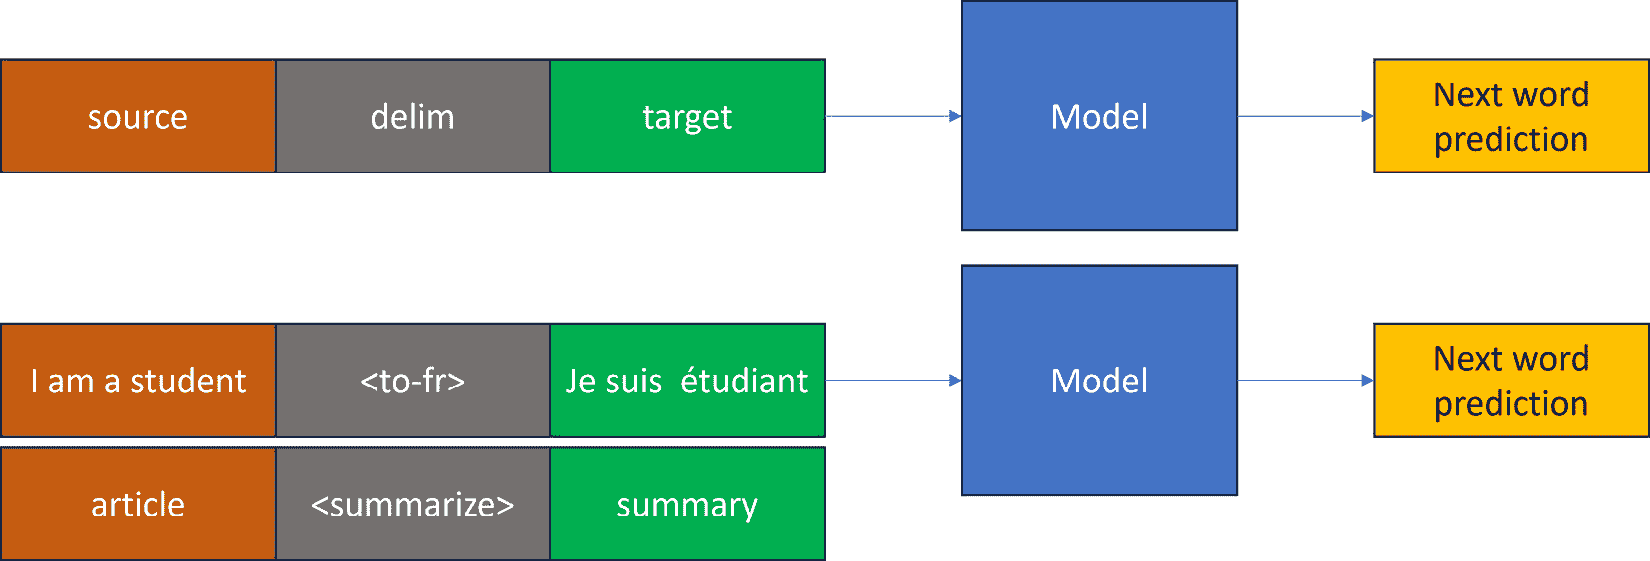 source
delim
target
Model
Next word
prediction
I am a student
<to-fr>
Je suis  étudiant
Model
Next word
prediction
article
<summarize>
summary